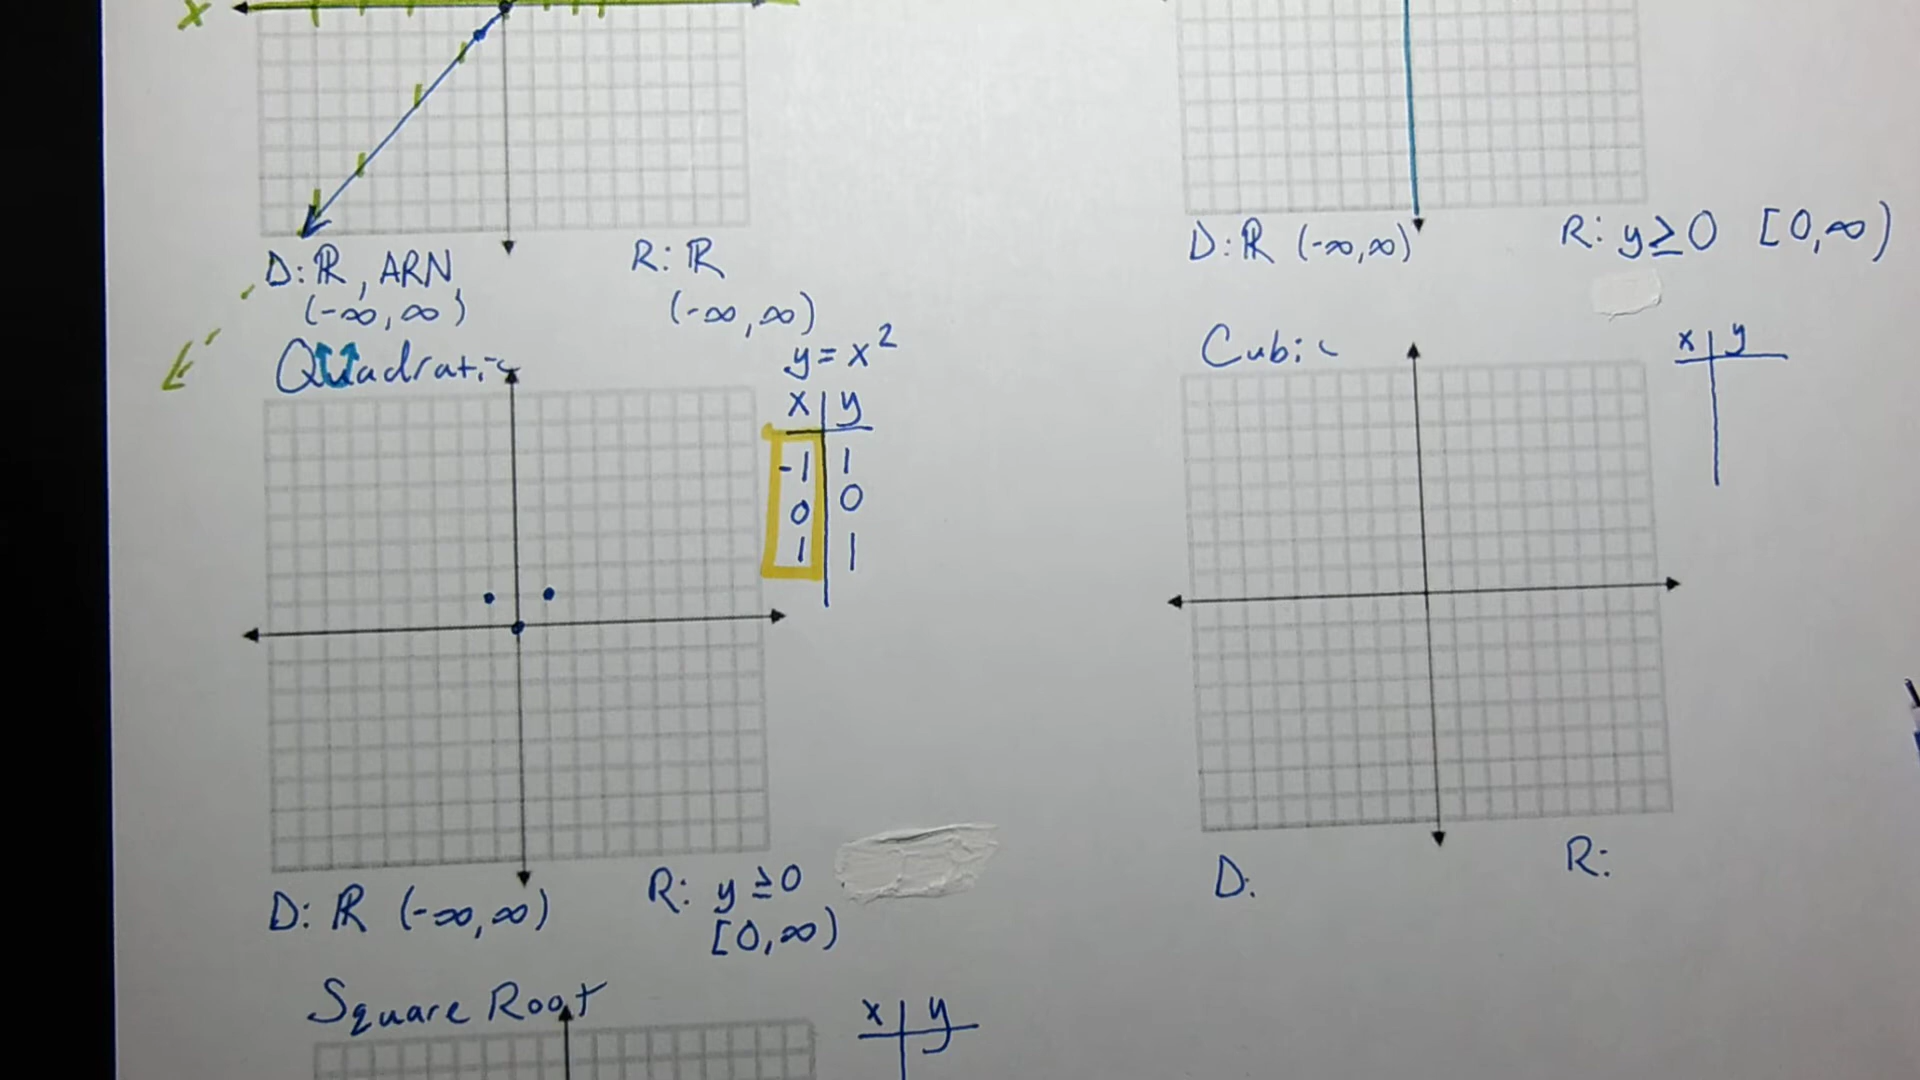 x
D: ℝ, ARN,
(-∞, ∞)
R: ℝ
(-∞, ∞)
D: ℝ (-∞, ∞)
R: y ≥ 0 [0, ∞)
Quadratic
y = x²
x | y
-1 | 1
0 | 0
1 | 1
D: ℝ (-∞, ∞)
R: y ≥ 0
[0, ∞)
Cubic
x | y
D:
R:
Square Root
x | y